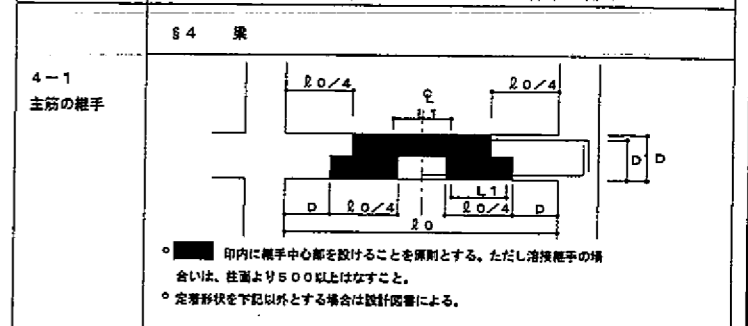 §4 梁
4-1
主筋の継手
ℓ0/4
ℓ0/4
℄
L1
D
D
D
ℓ0/4
L1
ℓ0/4
D
ℓ0
° 印内に継手中心部を設けることを原則とする。ただし溶接継手の場
合いは、柱面より500以上はなすこと。
° 定着形状を下記以外とする場合は設計図書による。